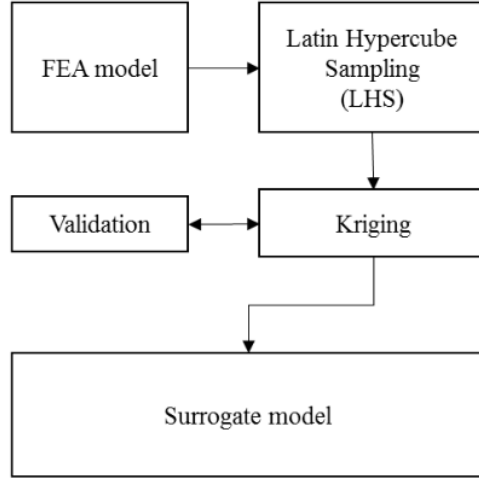 FEA model
Latin Hypercube
Sampling
(LHS)
Validation
Kriging
Surrogate model